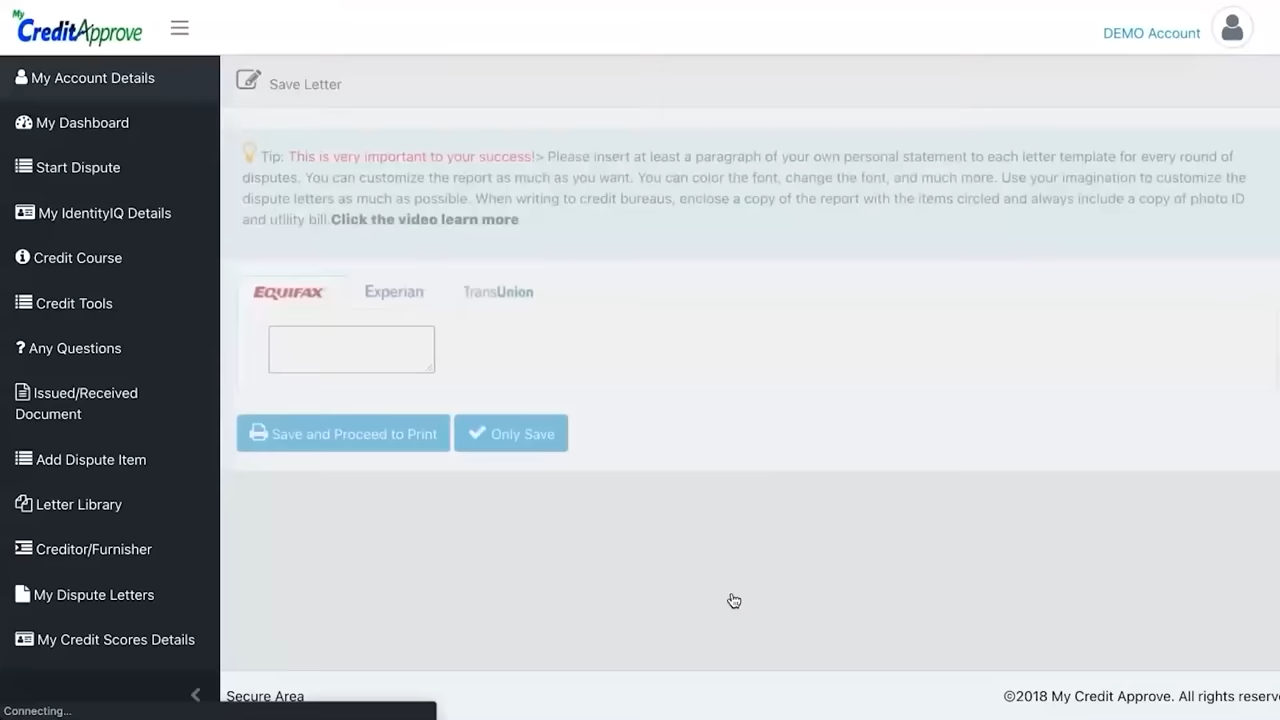 My
CreditApprove
DEMO Account
My Account Details
My Dashboard
Start Dispute
My IdentityIQ Details
Credit Course
Credit Tools
? Any Questions
Issued/Received
Document
Add Dispute Item
Letter Library
Creditor/Furnisher
My Dispute Letters
My Credit Scores Details
Save Letter
Tip: This is very important to your success!> Please insert at least a paragraph of your own personal statement to each letter template for every round of
disputes. You can customize the report as much as you want. You can color the font, change the font, and much more. Use your imagination to customize the
dispute letters as much as possible. When writing to credit bureaus, enclose a copy of the report with the items circled and always include a copy of photo ID
and utility bill.Click the video learn more
EQUIFAX Experian TransUnion
Save and Proceed to Print Only Save
Secure Area ©2018 My Credit Approve. All rights reserv
Connecting...